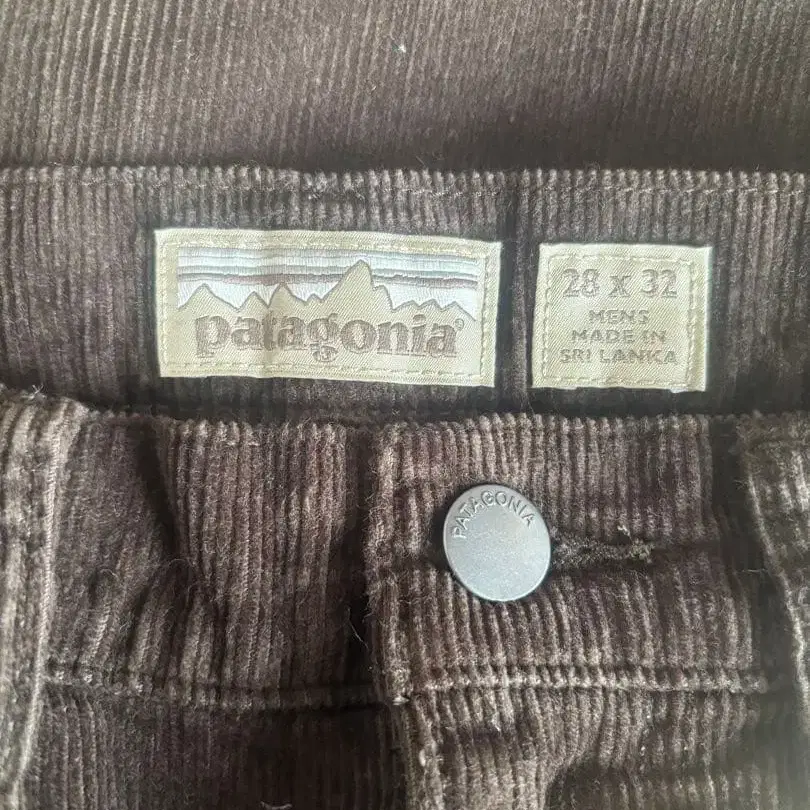 patagonia®
28 x 32
MENS
MADE IN
SRI LANKA
PATAGONIA